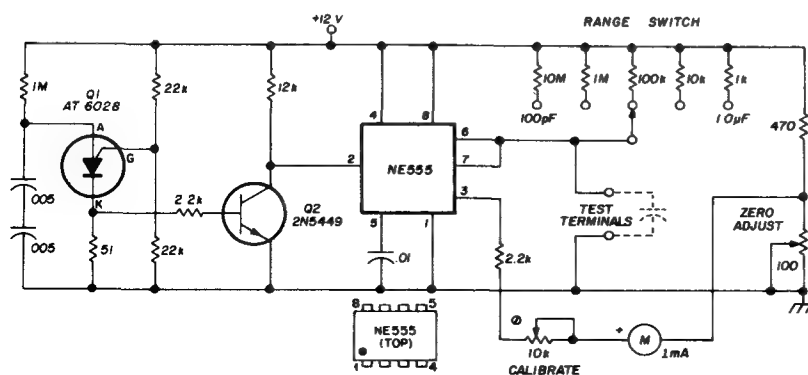 +12 V
RANGE SWITCH
1M
Q1
AT 6028
A
G
K
.005
.005
51
22k
22k
2.2k
12k
Q2
2N5449
4
8
2
NE555
6
7
3
5
1
.01
2.2k
10M
1M
100k
10k
1k
100pF
1.0µF
470
TEST
TERMINALS
ZERO
ADJUST
100
8
5
NE555
(TOP)
1
4
10k
CALIBRATE
+
M
1mA